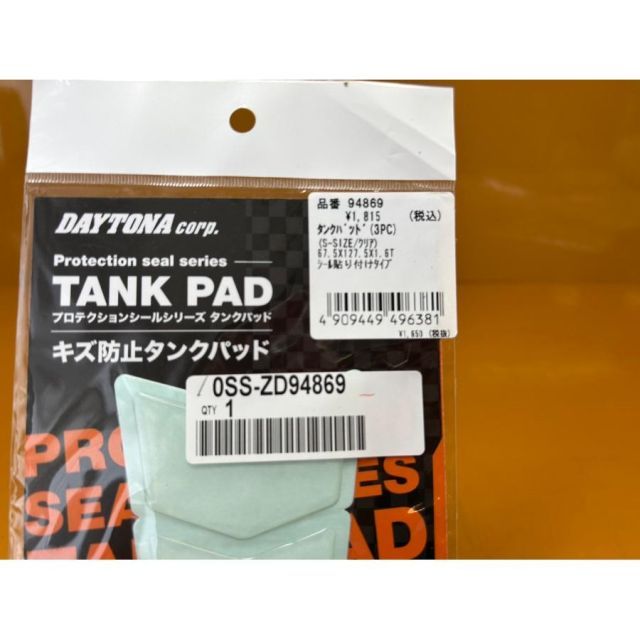 品番 94869
¥1,815 (税込)
ﾀﾝｸﾊﾟｯﾄﾞ(3PC)
(S-SIZE/ｸﾘｱ)
67.5X127.5X1.6T
ｼｰﾙ貼り付けﾀｲﾌﾟ
4 909449 496381
¥1,650 (税抜)
DAYTONA corp.
Protection seal series
TANK PAD
プロテクションシールシリーズ タンクパッド
キズ防止タンクパッド
/ 0SS-ZD94869
QTY 1